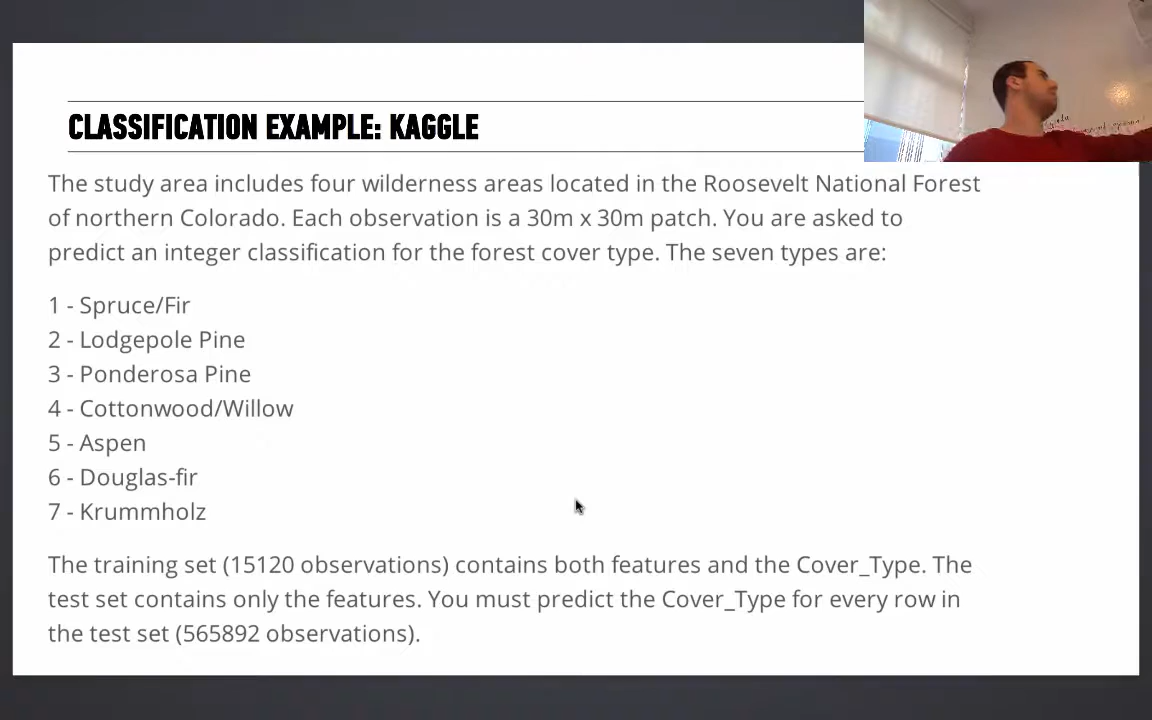 CLASSIFICATION EXAMPLE: KAGGLE
The study area includes four wilderness areas located in the Roosevelt National Forest
of northern Colorado. Each observation is a 30m x 30m patch. You are asked to
predict an integer classification for the forest cover type. The seven types are:
1 - Spruce/Fir
2 - Lodgepole Pine
3 - Ponderosa Pine
4 - Cottonwood/Willow
5 - Aspen
6 - Douglas-fir
7 - Krummholz
The training set (15120 observations) contains both features and the Cover_Type. The
test set contains only the features. You must predict the Cover_Type for every row in
the test set (565892 observations).